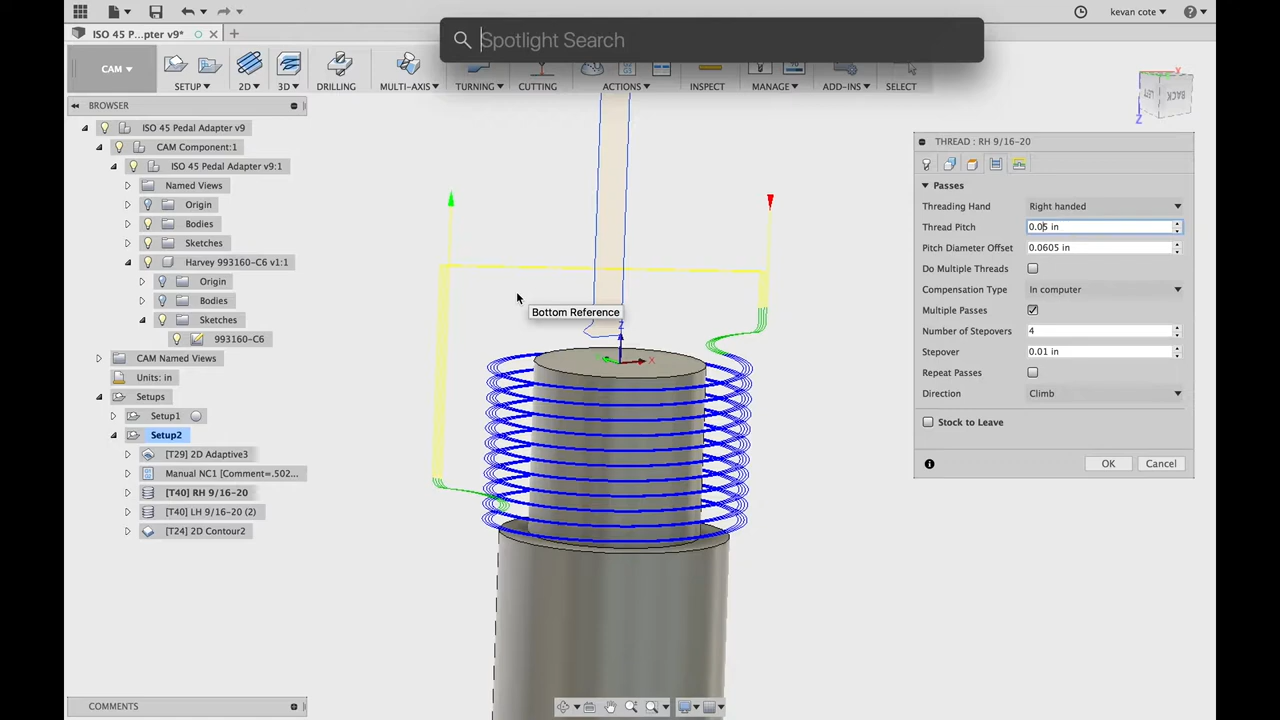 kevan cote
ISO 45 P...pter v9*
Spotlight Search
CAM
SETUP
2D
3D
DRILLING
MULTI-AXIS
TURNING
CUTTING
ACTIONS
INSPECT
MANAGE
ADD-INS
SELECT
BROWSER
ISO 45 Pedal Adapter v9
CAM Component:1
ISO 45 Pedal Adapter v9:1
Named Views
Origin
Bodies
Sketches
Harvey 993160-C6 v1:1
Origin
Bodies
Sketches
993160-C6
CAM Named Views
Units: in
Setups
Setup1
Setup2
[T29] 2D Adaptive3
Manual NC1 [Comment=.502...
[T40] RH 9/16-20
[T40] LH 9/16-20 (2)
[T24] 2D Contour2
COMMENTS
Bottom Reference
Z
X
X
LEFT
BACK
Z
THREAD : RH 9/16-20
Passes
Threading Hand Right handed
Thread Pitch 0.05 in
Pitch Diameter Offset 0.0605 in
Do Multiple Threads
Compensation Type In computer
Multiple Passes
Number of Stepovers 4
Stepover 0.01 in
Repeat Passes
Direction Climb
Stock to Leave
OK Cancel